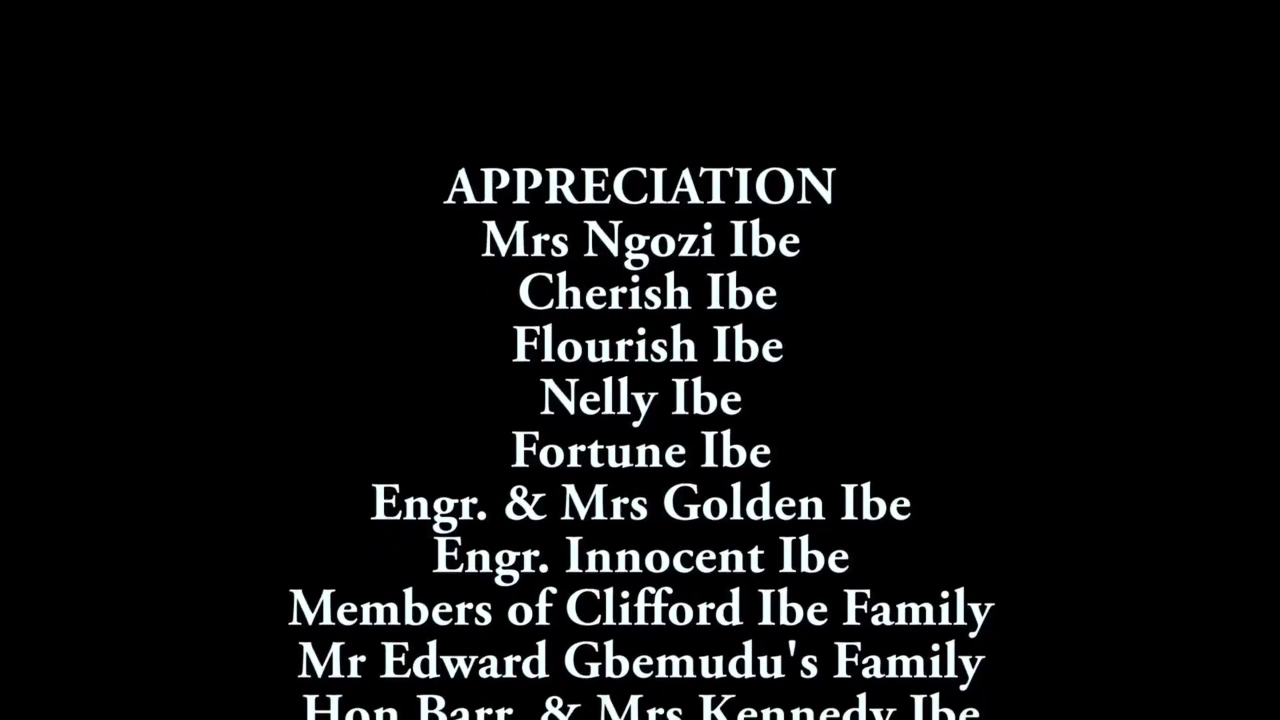 APPRECIATION
Mrs Ngozi Ibe
Cherish Ibe
Flourish Ibe
Nelly Ibe
Fortune Ibe
Engr. & Mrs Golden Ibe
Engr. Innocent Ibe
Members of Clifford Ibe Family
Mr Edward Gbemudu's Family
Hon Barr. & Mrs Kennedy Ibe